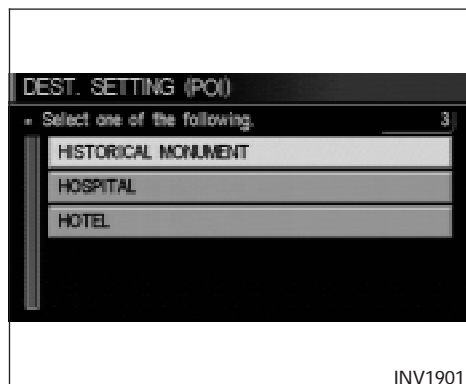 DEST. SETTING (POI)
Select one of the following. 3
HISTORICAL MONUMENT
HOSPITAL
HOTEL
INV1901